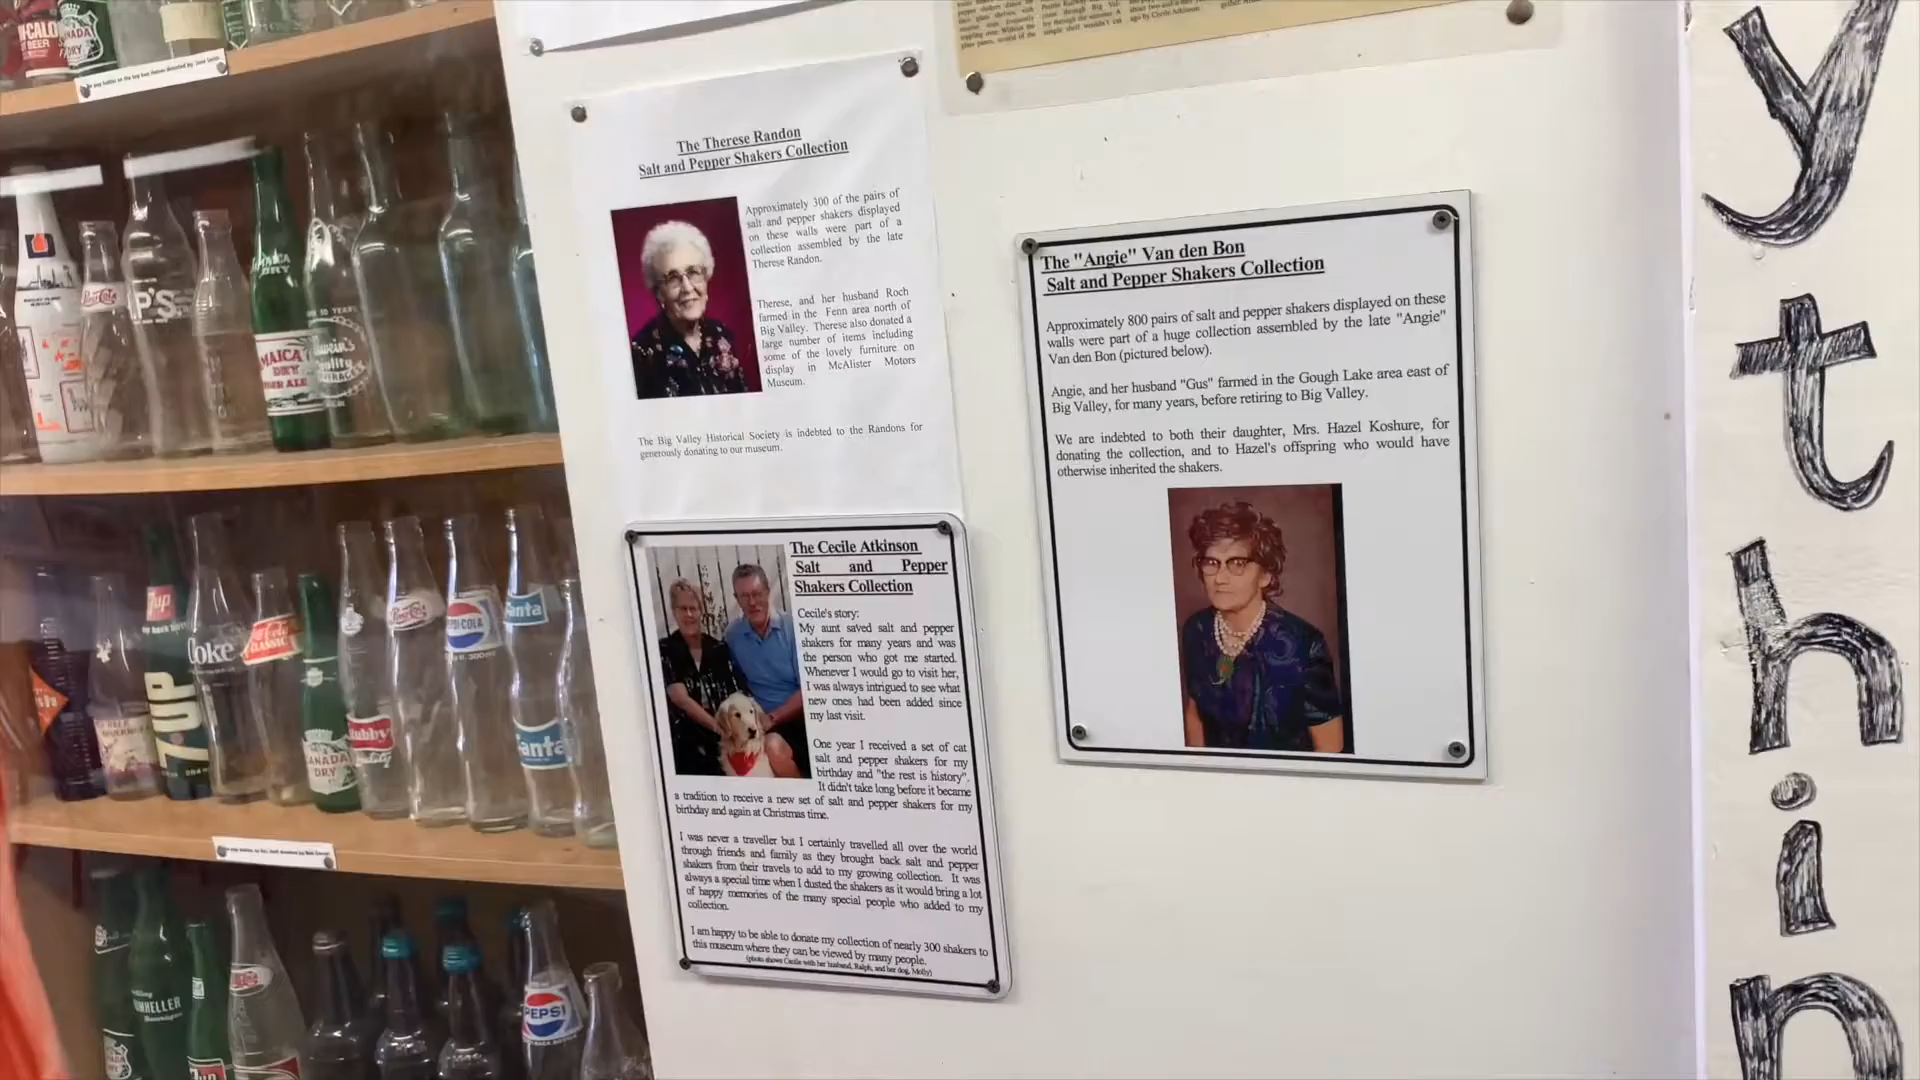 The Therese Randon
Salt and Pepper Shakers Collection
Approximately 300 of the pairs of
salt and pepper shakers displayed
on these walls were part of a
collection assembled by the late
Therese Randon.
Therese, and her husband Roch
farmed in the Fenn area north of
Big Valley. Therese also donated a
large number of items including
some of the lovely furniture on
display in McAlister Motors
Museum.
The Big Valley Historical Society is indebted to the Randons for
generously donating to our museum.
The Cecile Atkinson
Salt and Pepper
Shakers Collection
Cecile's story:
My aunt saved salt and pepper
shakers for many years and was
the person who got me started.
Whenever I would go to visit her,
I was always intrigued to see what
new ones had been added since
my last visit.
One year I received a set of cat
salt and pepper shakers for my
birthday and "the rest is history".
It didn't take long before it became
a tradition to receive a new set of salt and pepper shakers for my
birthday and again at Christmas time.
I was never a traveller but I certainly travelled all over the world
through friends and family as they brought back salt and pepper
shakers from their travels to add to my growing collection. It was
always a special time when I dusted the shakers as it would bring a lot
of happy memories of the many special people who added to my
collection.
I am happy to be able to donate my collection of nearly 300 shakers to
this museum where they can be viewed by many people.
(photo shows Cecile with her husband, Ralph, and her dog, Molly)
The "Angie" Van den Bon
Salt and Pepper Shakers Collection
Approximately 800 pairs of salt and pepper shakers displayed on these
walls were part of a huge collection assembled by the late "Angie"
Van den Bon (pictured below).
Angie, and her husband "Gus" farmed in the Gough Lake area east of
Big Valley, for many years, before retiring to Big Valley.
We are indebted to both their daughter, Mrs. Hazel Koshure, for
donating the collection, and to Hazel's offspring who would have
otherwise inherited the shakers.
ythin
CANADA
DRY
Pepsi-Cola
P'S
JAMAICA
DRY
7up
7UP
Coke
CLASSIC
Pepsi-Cola
PEPSI COLA
Fanta
Stubby
CANADA
DRY
Fanta
PEPSI
7up